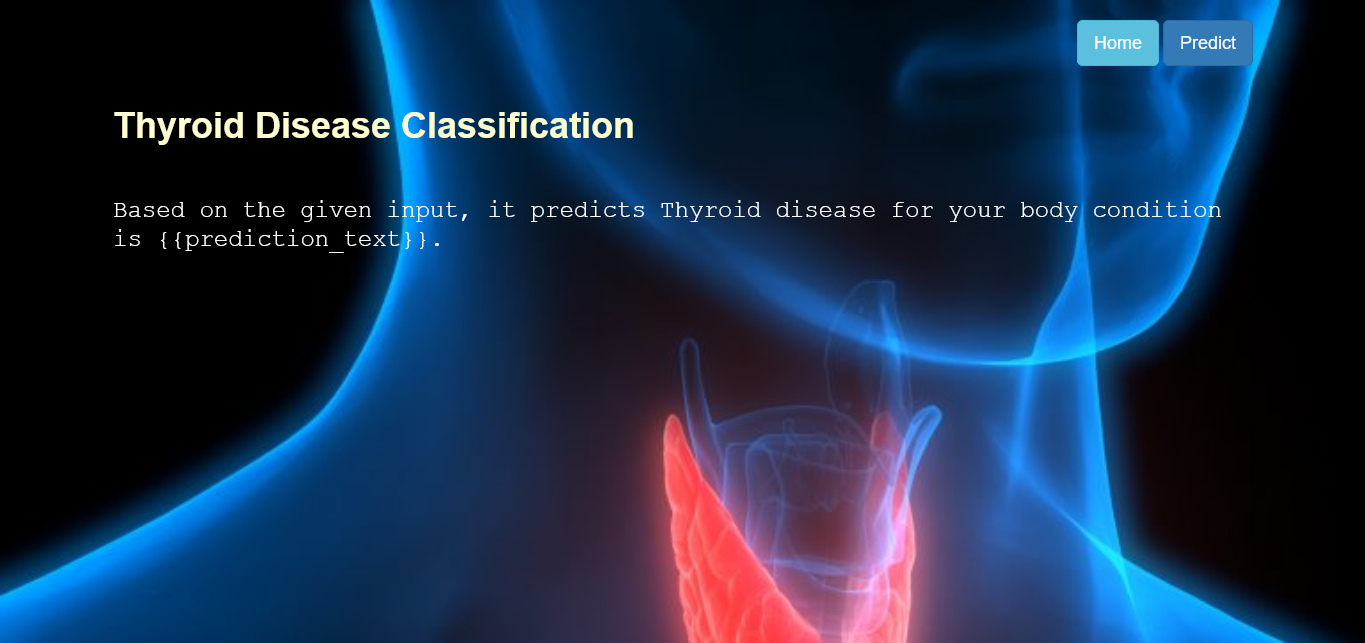 Home Predict
Thyroid Disease Classification
Based on the given input, it predicts Thyroid disease for your body condition
is {{prediction_text}}.